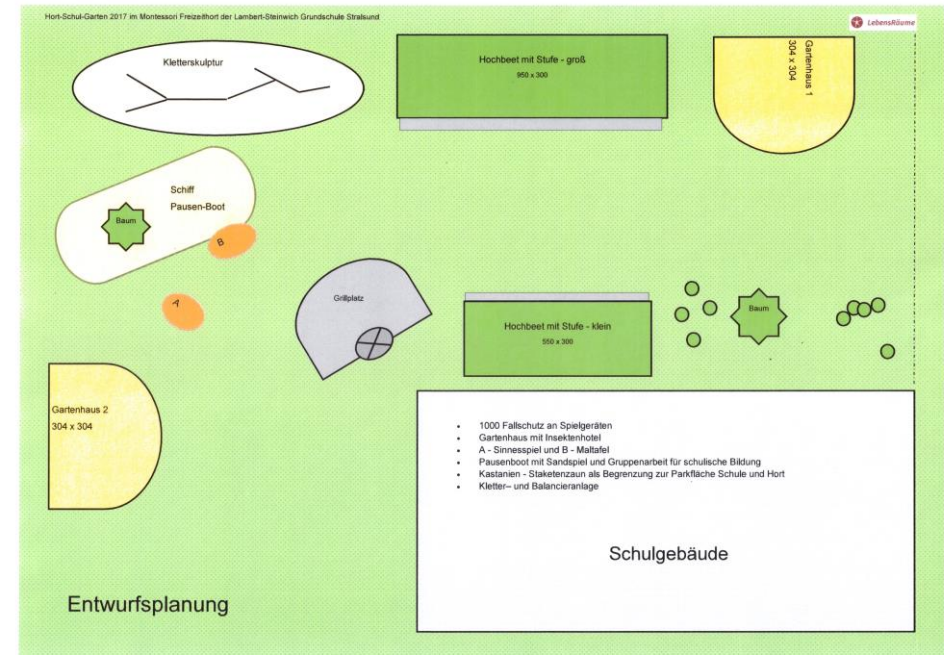 Hort-Schul-Garten 2017 im Montessori Freizeithort der Lambert-Steinwich Grundschule Stralsund
LebensRäume
Kletterskulptur
Hochbeet mit Stufe - groß
950 x 300
Gartenhaus 1
304 x 304
Schiff
Pausen-Boot
Baum
B
A
Grillplatz
Hochbeet mit Stufe - klein
550 x 300
Baum
Gartenhaus 2
304 x 304
• 1000 Fallschutz an Spielgeräten
• Gartenhaus mit Insektenhotel
• A - Sinnesspiel und B - Maltafel
• Pausenboot mit Sandspiel und Gruppenarbeit für schulische Bildung
• Kastanien - Staketenzaun als Begrenzung zur Parkfläche Schule und Hort
• Kletter– und Balancieranlage
Schulgebäude
Entwurfsplanung